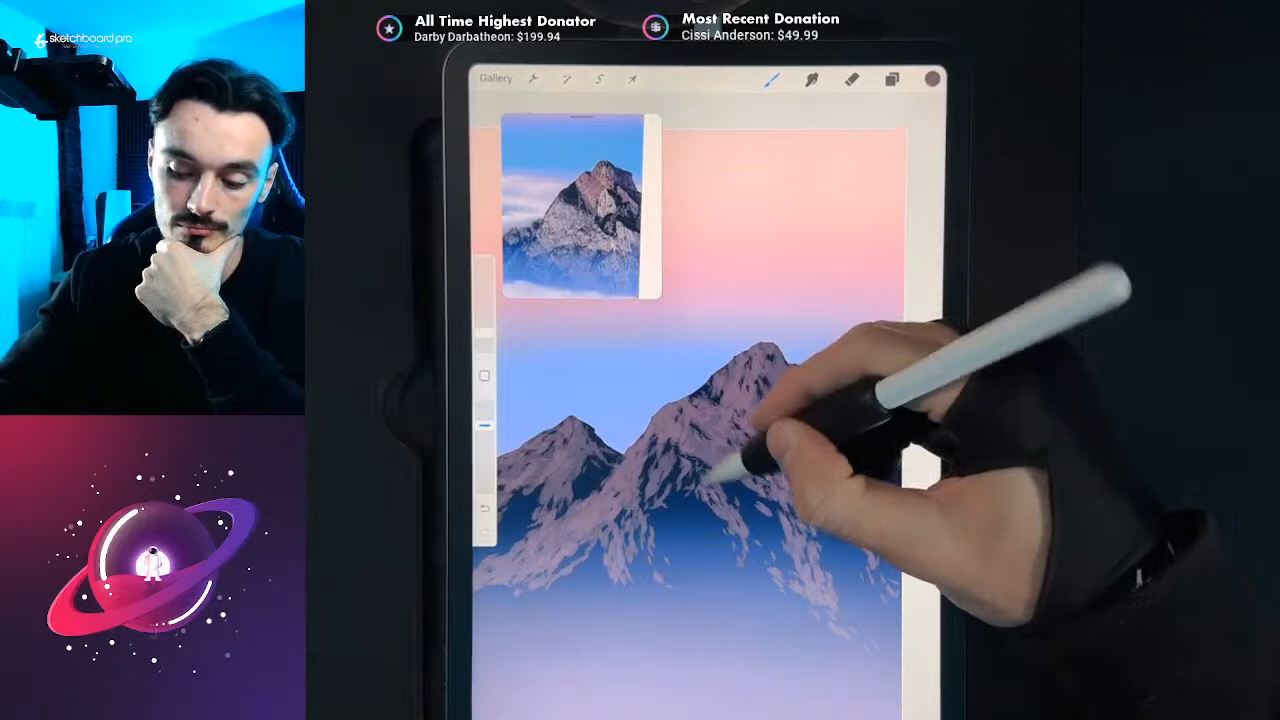 sketchboard pro
All Time Highest Donator
Darby Darbatheon: $199.94
Most Recent Donation
Cissi Anderson: $49.99
Gallery